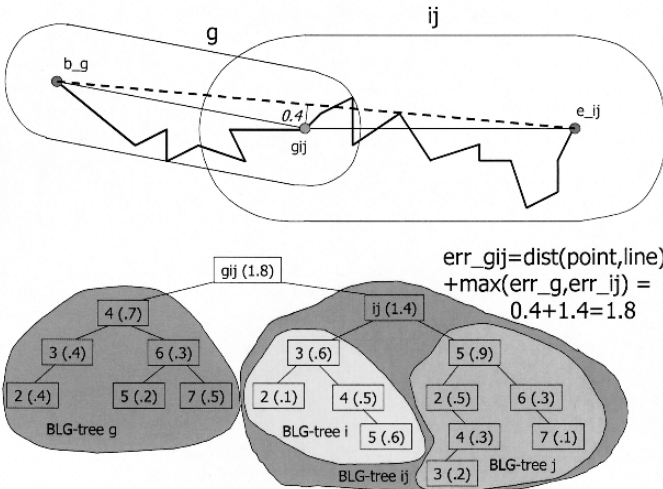 g
ij
b_g
e_ij
0.4
gij
err_gij=dist(point,line)
+max(err_g,err_ij) =
0.4+1.4=1.8
gij (1.8)
4 (.7)
ij (1.4)
3 (.4)
6 (.3)
3 (.6)
5 (.9)
2 (.4)
5 (.2)
7 (.5)
2 (.1)
4 (.5)
2 (.5)
6 (.3)
BLG-tree g
BLG-tree i
5 (.6)
4 (.3)
7 (.1)
BLG-tree ij
3 (.2)
BLG-tree j